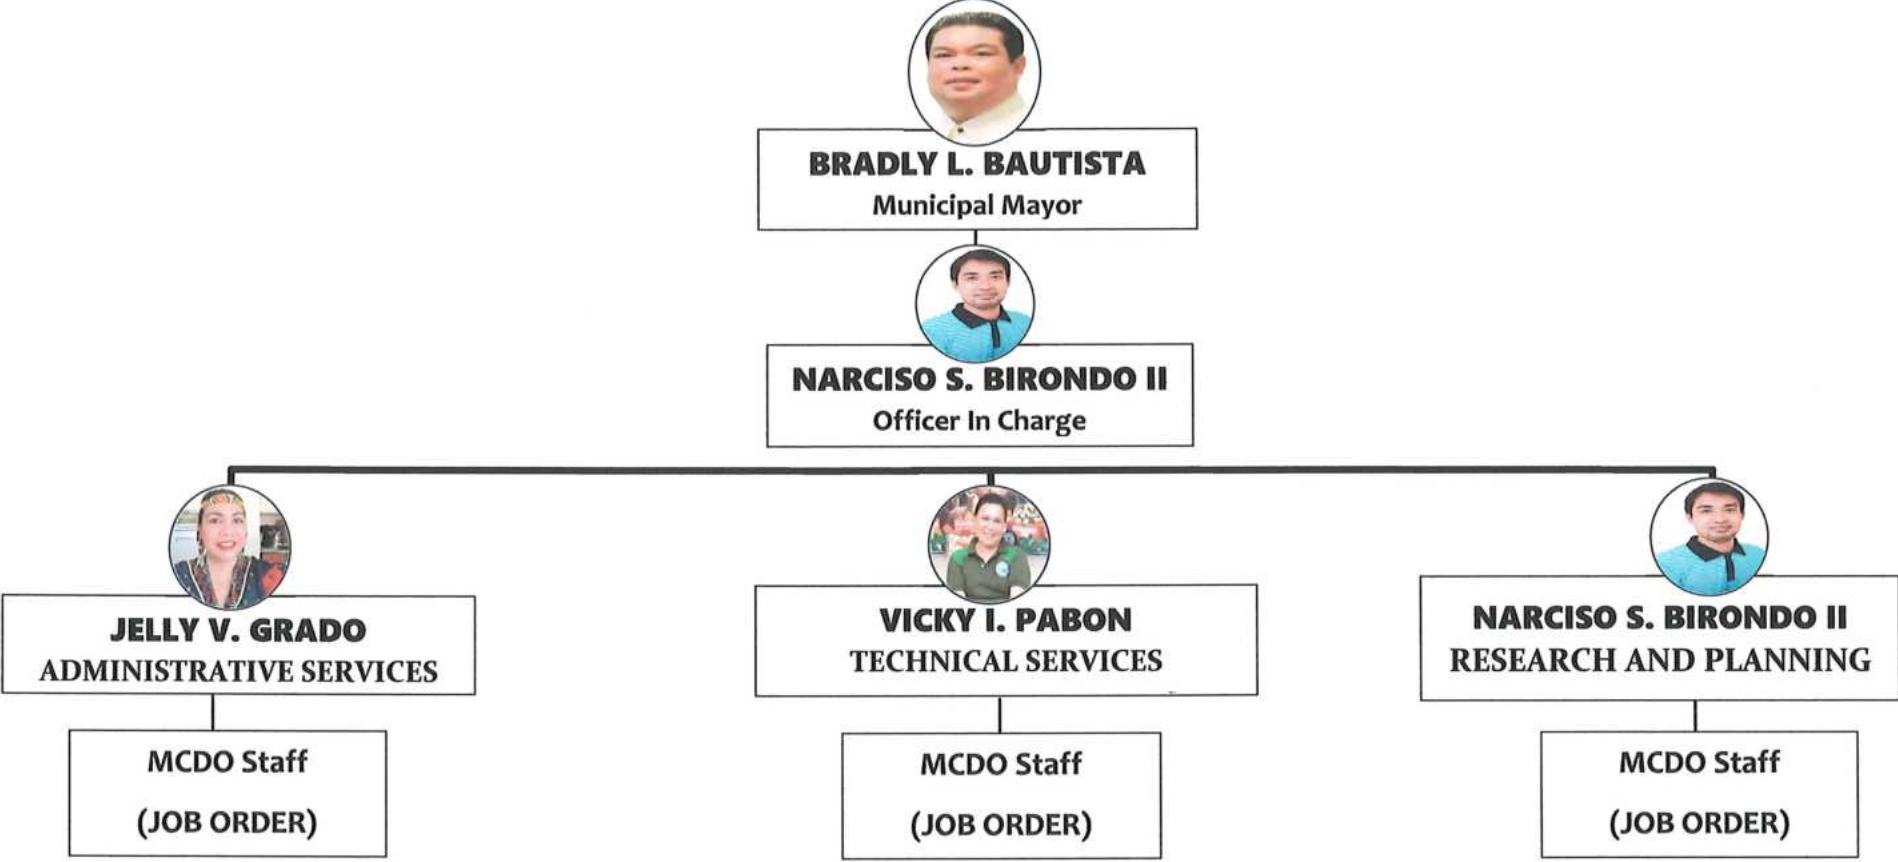 BRADLY L. BAUTISTA
Municipal Mayor
NARCISO S. BIRONDO II
Officer In Charge
JELLY V. GRADO
ADMINISTRATIVE SERVICES
VICKY I. PABON
TECHNICAL SERVICES
NARCISO S. BIRONDO II
RESEARCH AND PLANNING
MCDO Staff
(JOB ORDER)
MCDO Staff
(JOB ORDER)
MCDO Staff
(JOB ORDER)